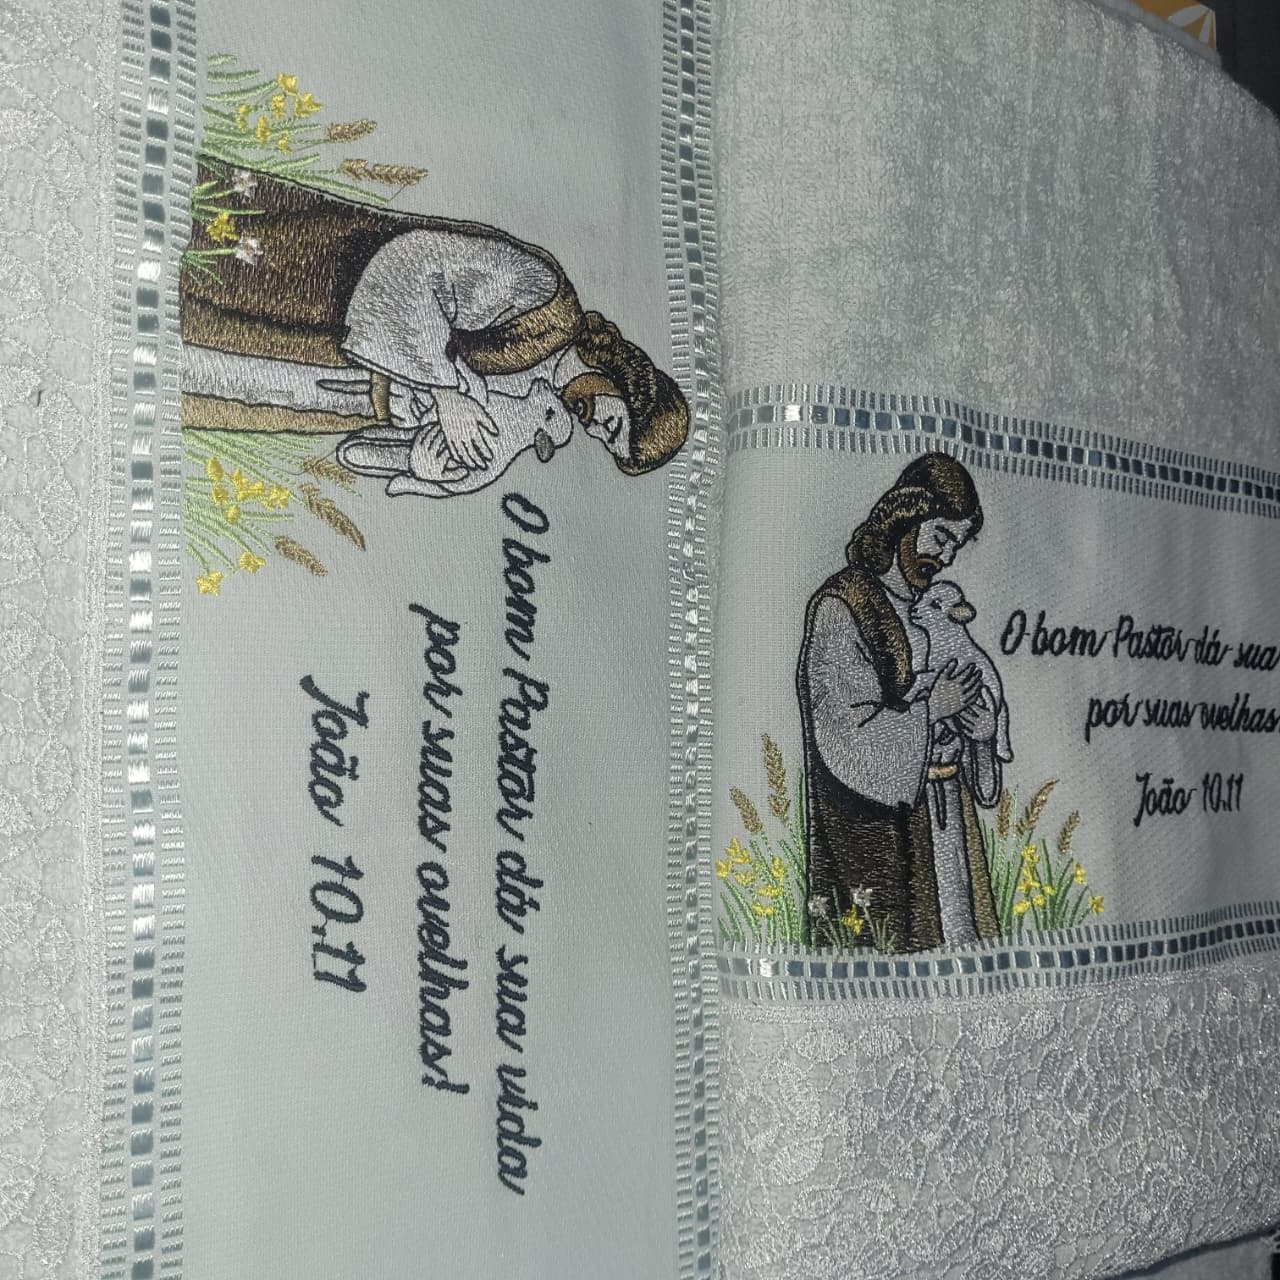 O bom Pastor dá sua vida
por suas ovelhas!
João 10.11
O bom Pastor dá sua
por suas ovelhas
João 10.11